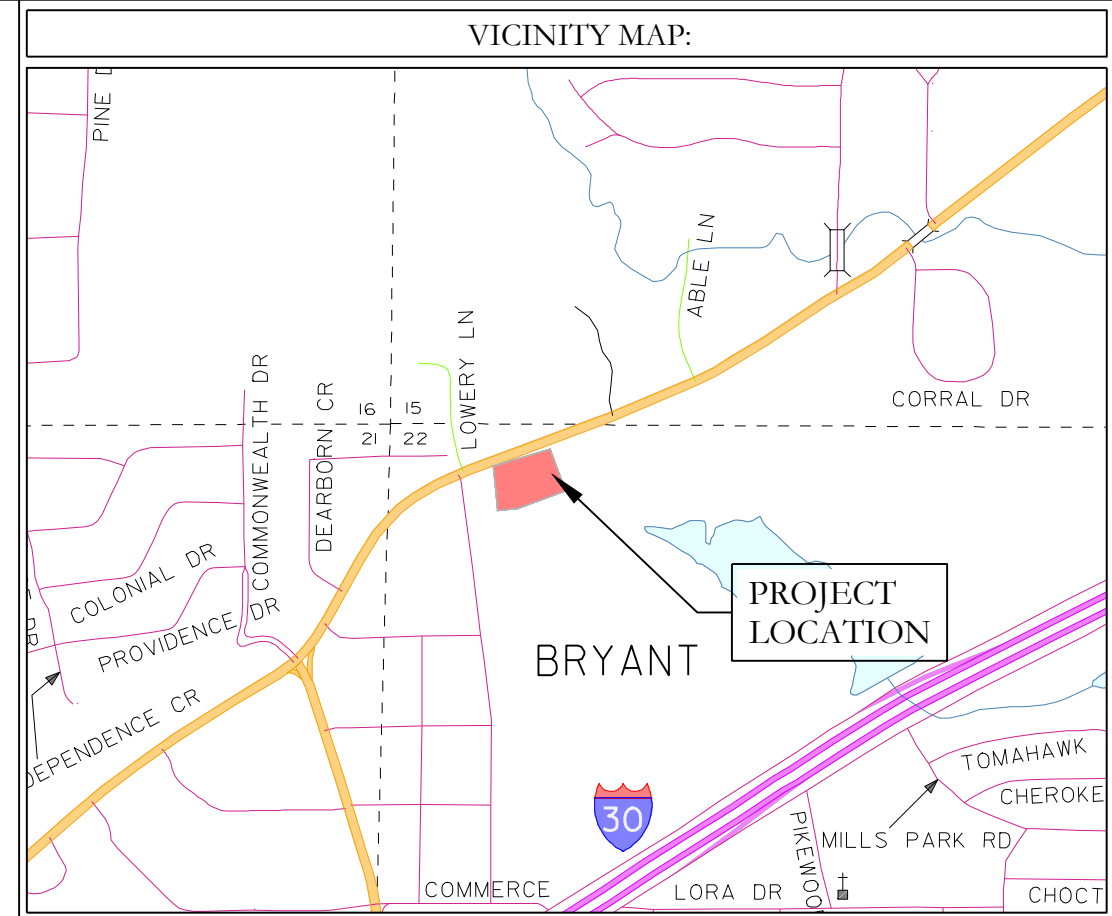 VICINITY MAP:
PINE D
ABLE LN
LOWERY LN
COMMONWEALTH DR
DEARBORN CR
16 15
21 22
CORRAL DR
COLONIAL DR
PROVIDENCE DR
DR
DEPENDENCE CR
PROJECT
LOCATION
BRYANT
30
TOMAHAWK
CHEROKE
MILLS PARK RD
PIKEWOO
COMMERCE
LORA DR
CHOCT